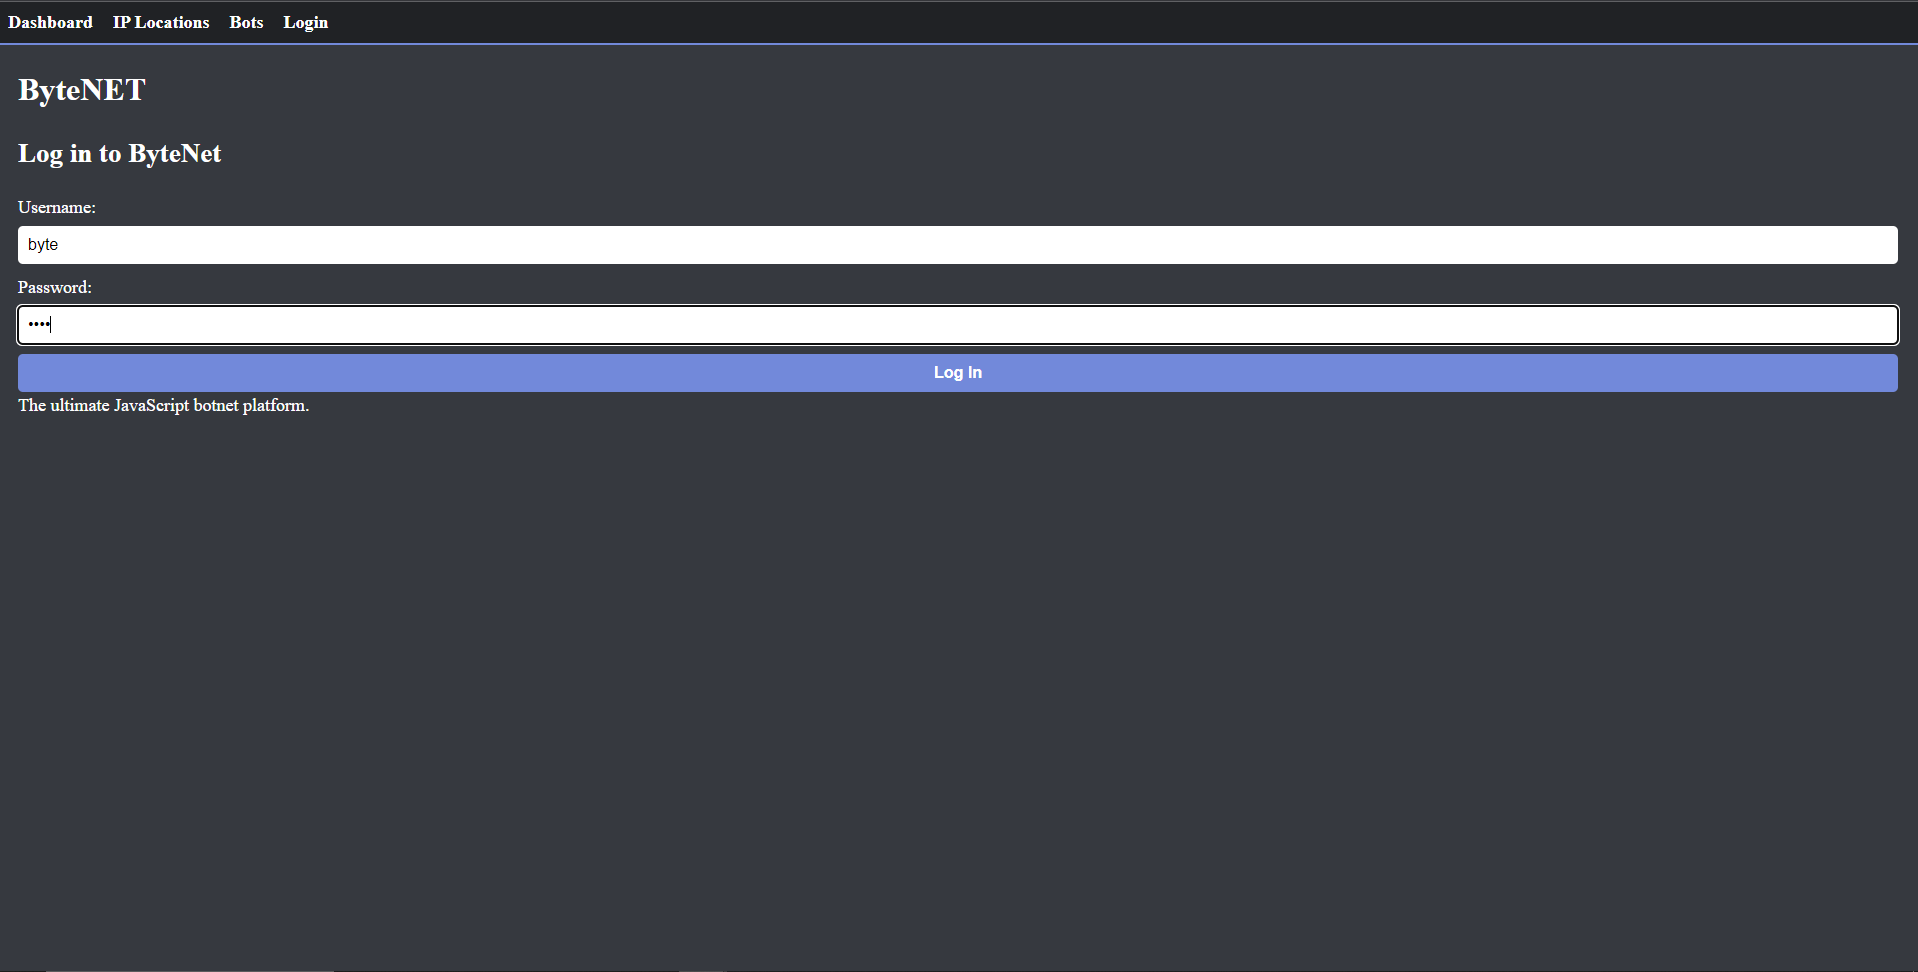 Dashboard IP Locations Bots Login
ByteNET
Log in to ByteNet
Username:
byte
Password:
••••
Log In
The ultimate JavaScript botnet platform.